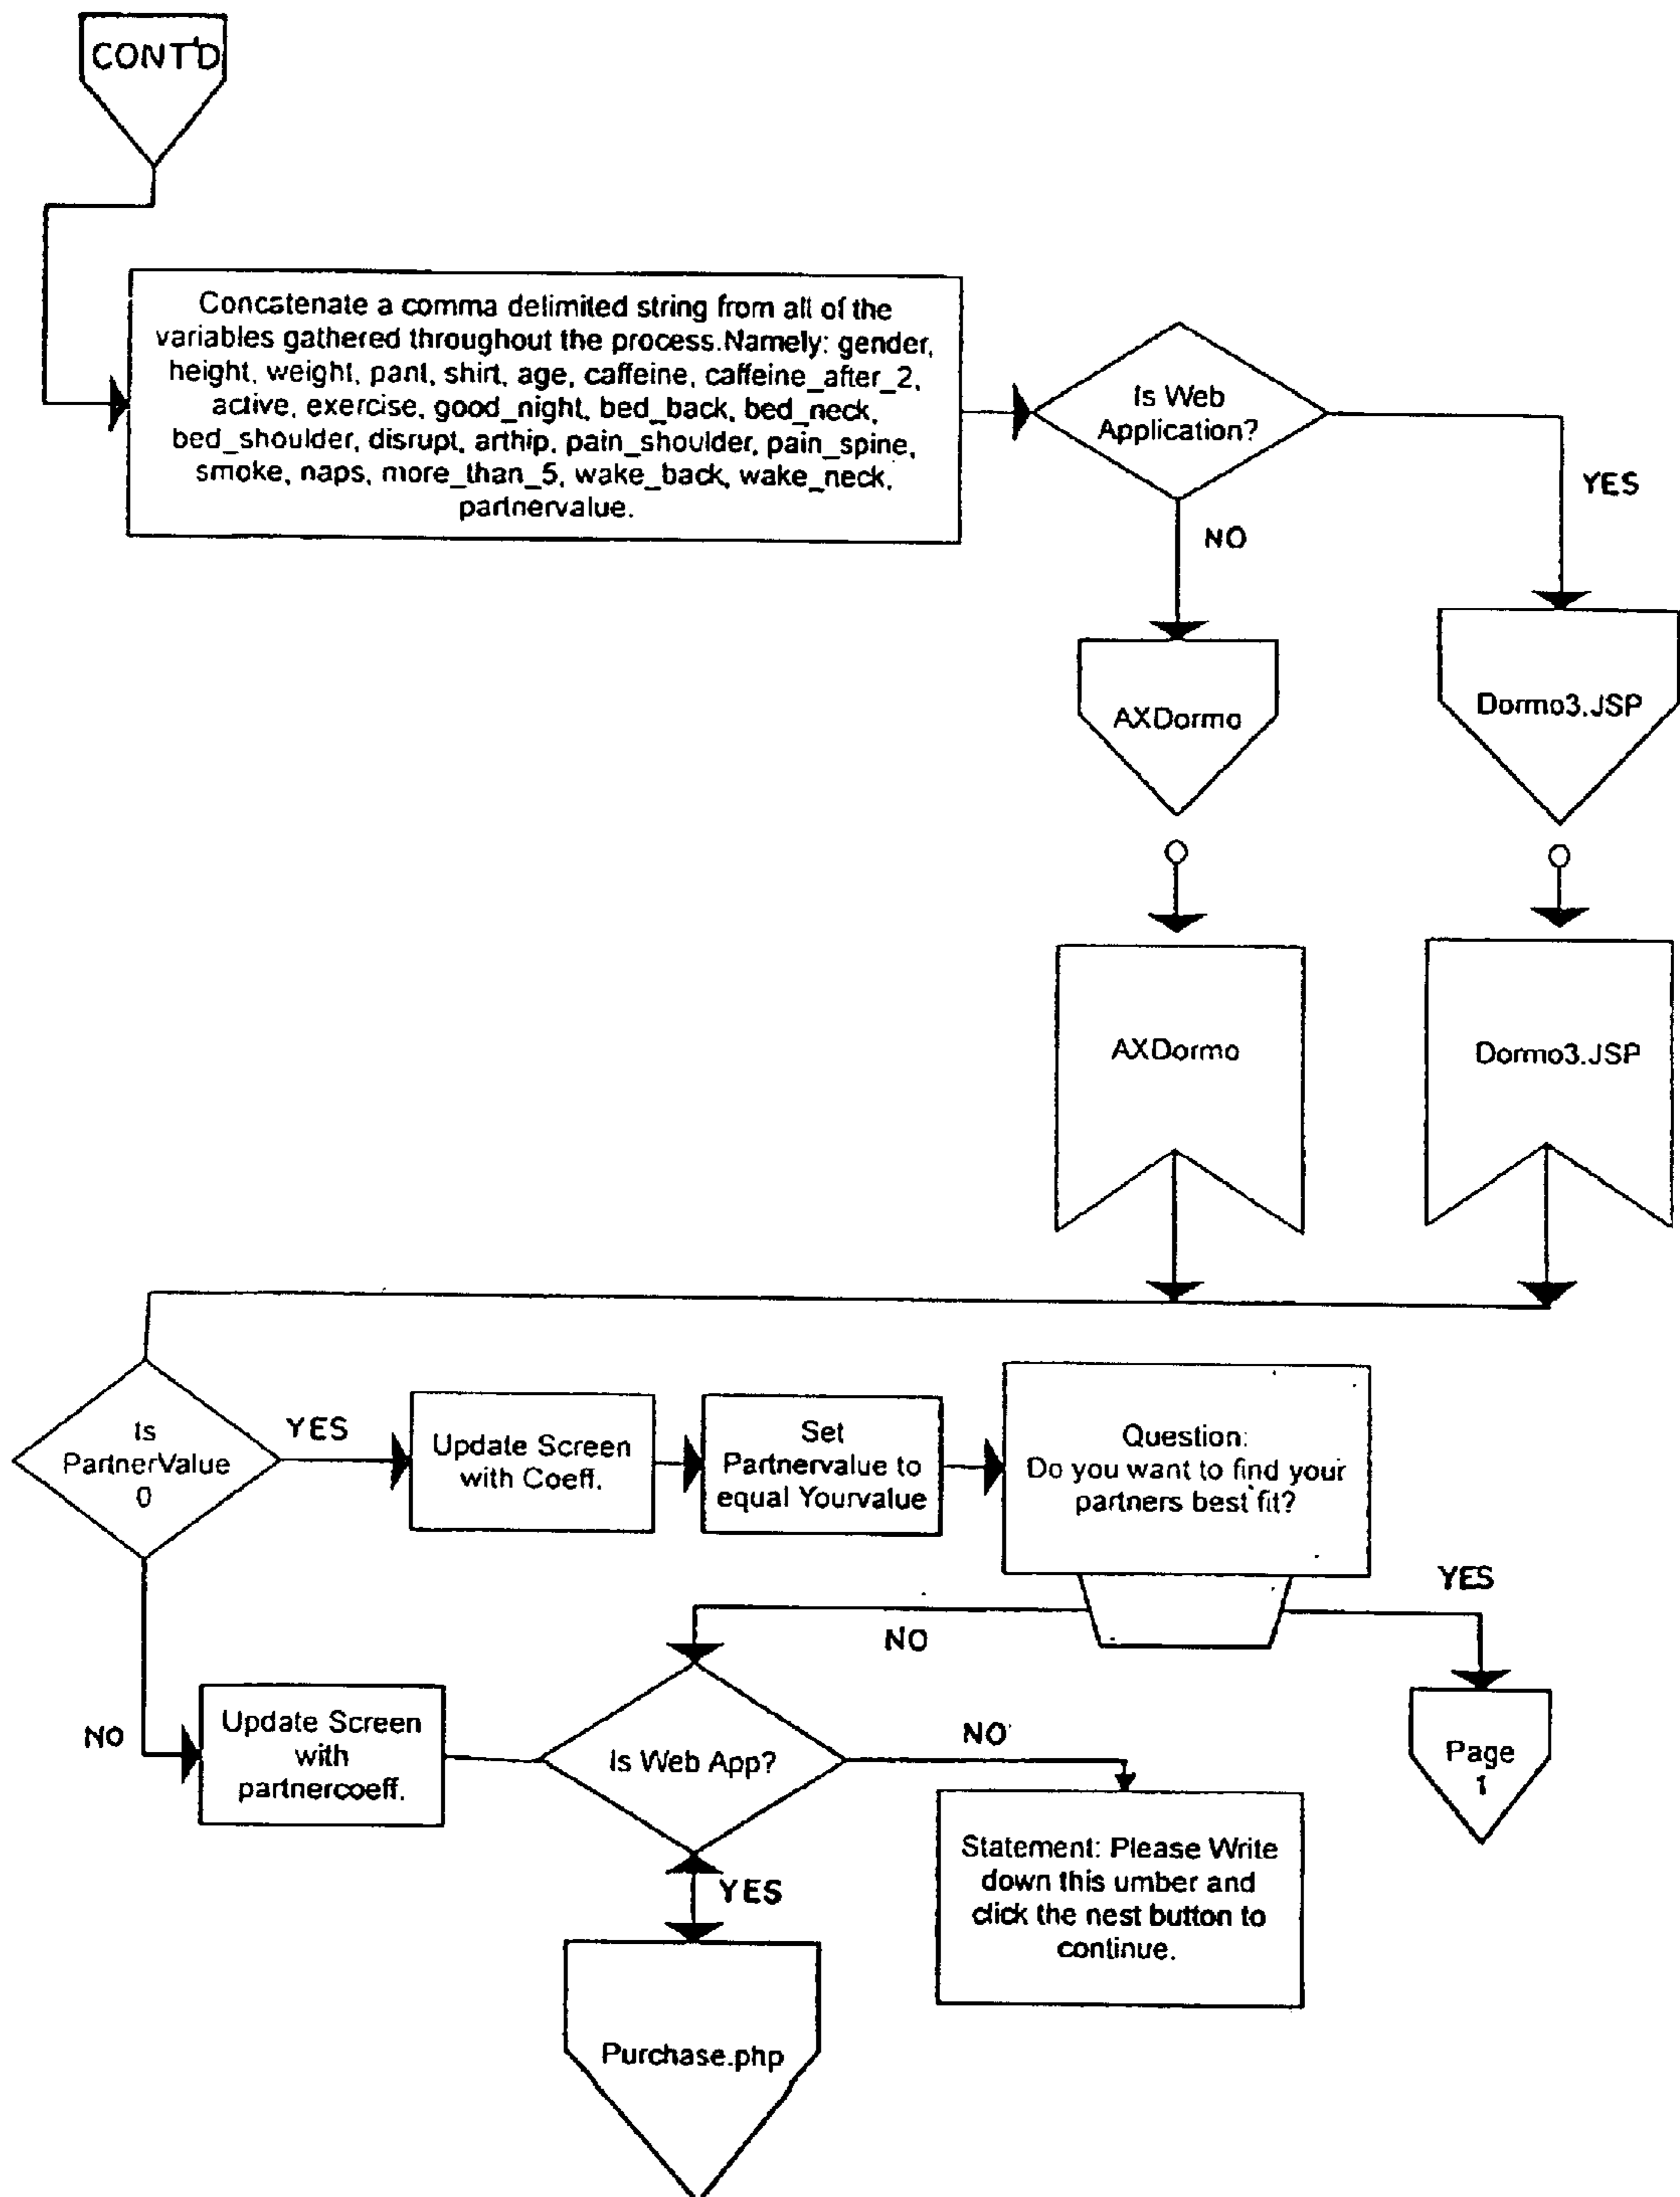 CONT'D
Concatenate a comma delimited string from all of the
variables gathered throughout the process.Namely: gender,
height, weight, pant, shirt, age, caffeine, caffeine_after_2,
active, exercise, good_night, bed_back, bed_neck,
bed_shoulder, disrupt, arthip, pain_shoulder, pain_spine,
smoke, naps, more_than_5, wake_back, wake_neck,
partnervalue.
Is Web
Application?
YES
NO
AXDormo
Dormo3.JSP
AXDormo
Dormo3.JSP
Is
PartnerValue
0
YES
Update Screen
with Coeff.
Set
Partnervalue to
equal Yourvalue
Question:
Do you want to find your
partners best fit?
YES
NO
NO
Update Screen
with
partnercoeff.
Is Web App?
NO
Page
1
Statement: Please Write
down this umber and
click the nest button to
continue.
YES
Purchase.php